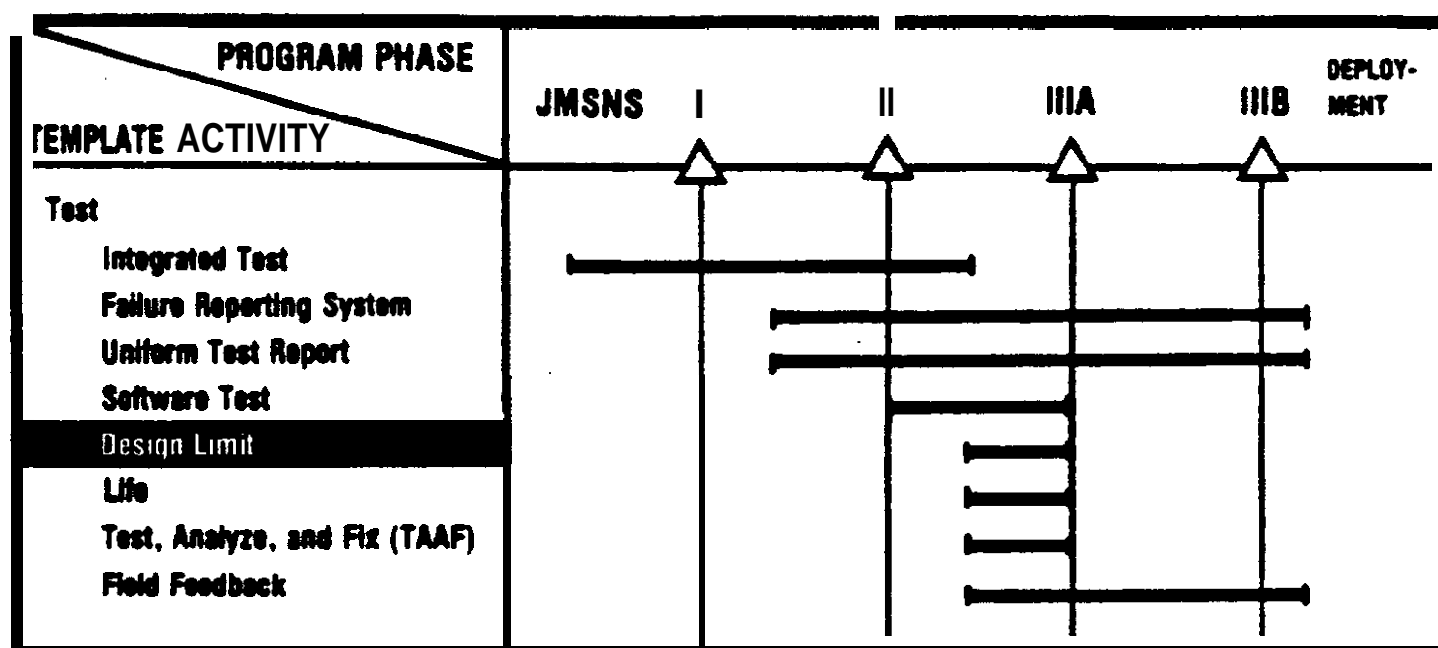 PROGRAM PHASE
TEMPLATE ACTIVITY
JMSNS I II IIIA IIIB DEPLOY-
MENT
Test
Integrated Test
Failure Reporting System
Uniform Test Report
Software Test
Design Limit
Life
Test, Analyze, and Fix (TAAF)
Field Feedback